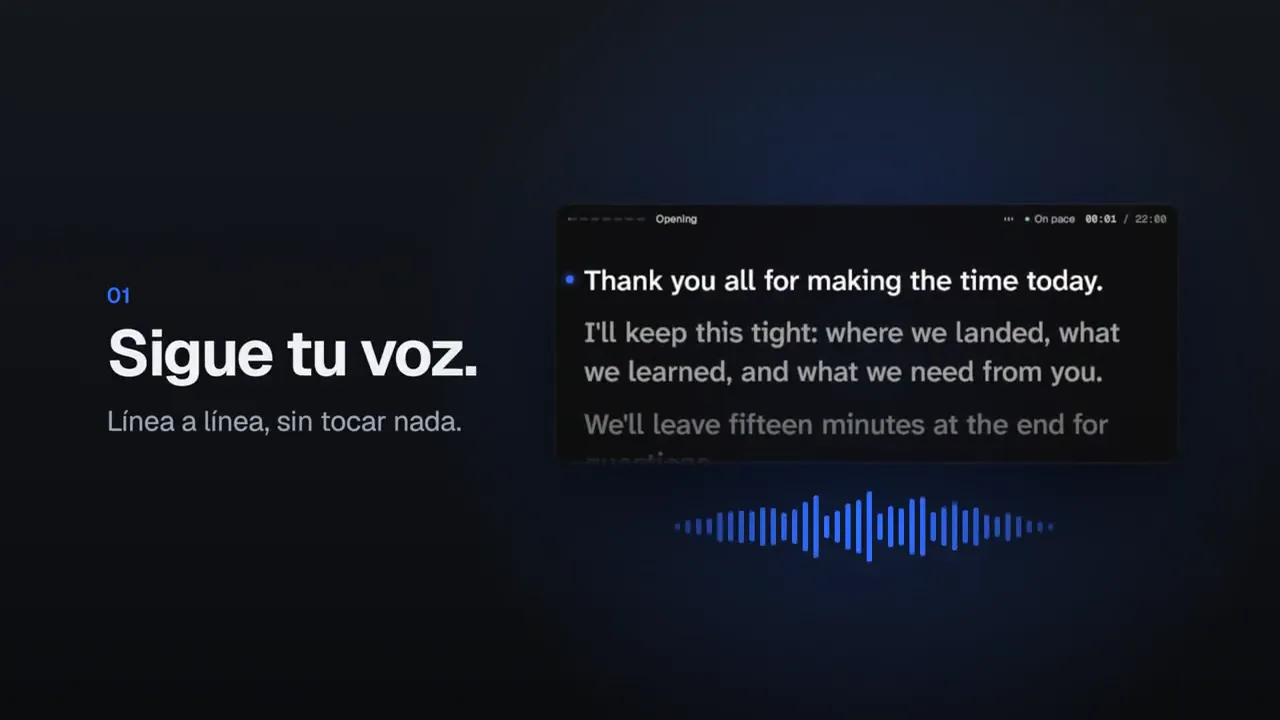 01
Sigue tu voz.
Línea a línea, sin tocar nada.
Opening
On pace 00:01 / 22:00
Thank you all for making the time today.
I'll keep this tight: where we landed, what
we learned, and what we need from you.
We'll leave fifteen minutes at the end for